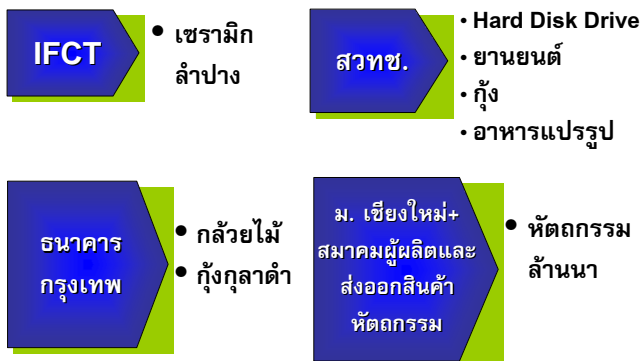 IFCT
• เซรามิก
ลำปาง
สวทช.
• Hard Disk Drive
• ยานยนต์
• กุ้ง
• อาหารแปรรูป
ธนาคาร
กรุงเทพ
• กล้วยไม้
• กุ้งกุลาดำ
ม. เชียงใหม่+
สมาคมผู้ผลิตและ
ส่งออกสินค้า
หัตถกรรม
• หัตถกรรม
ล้านนา